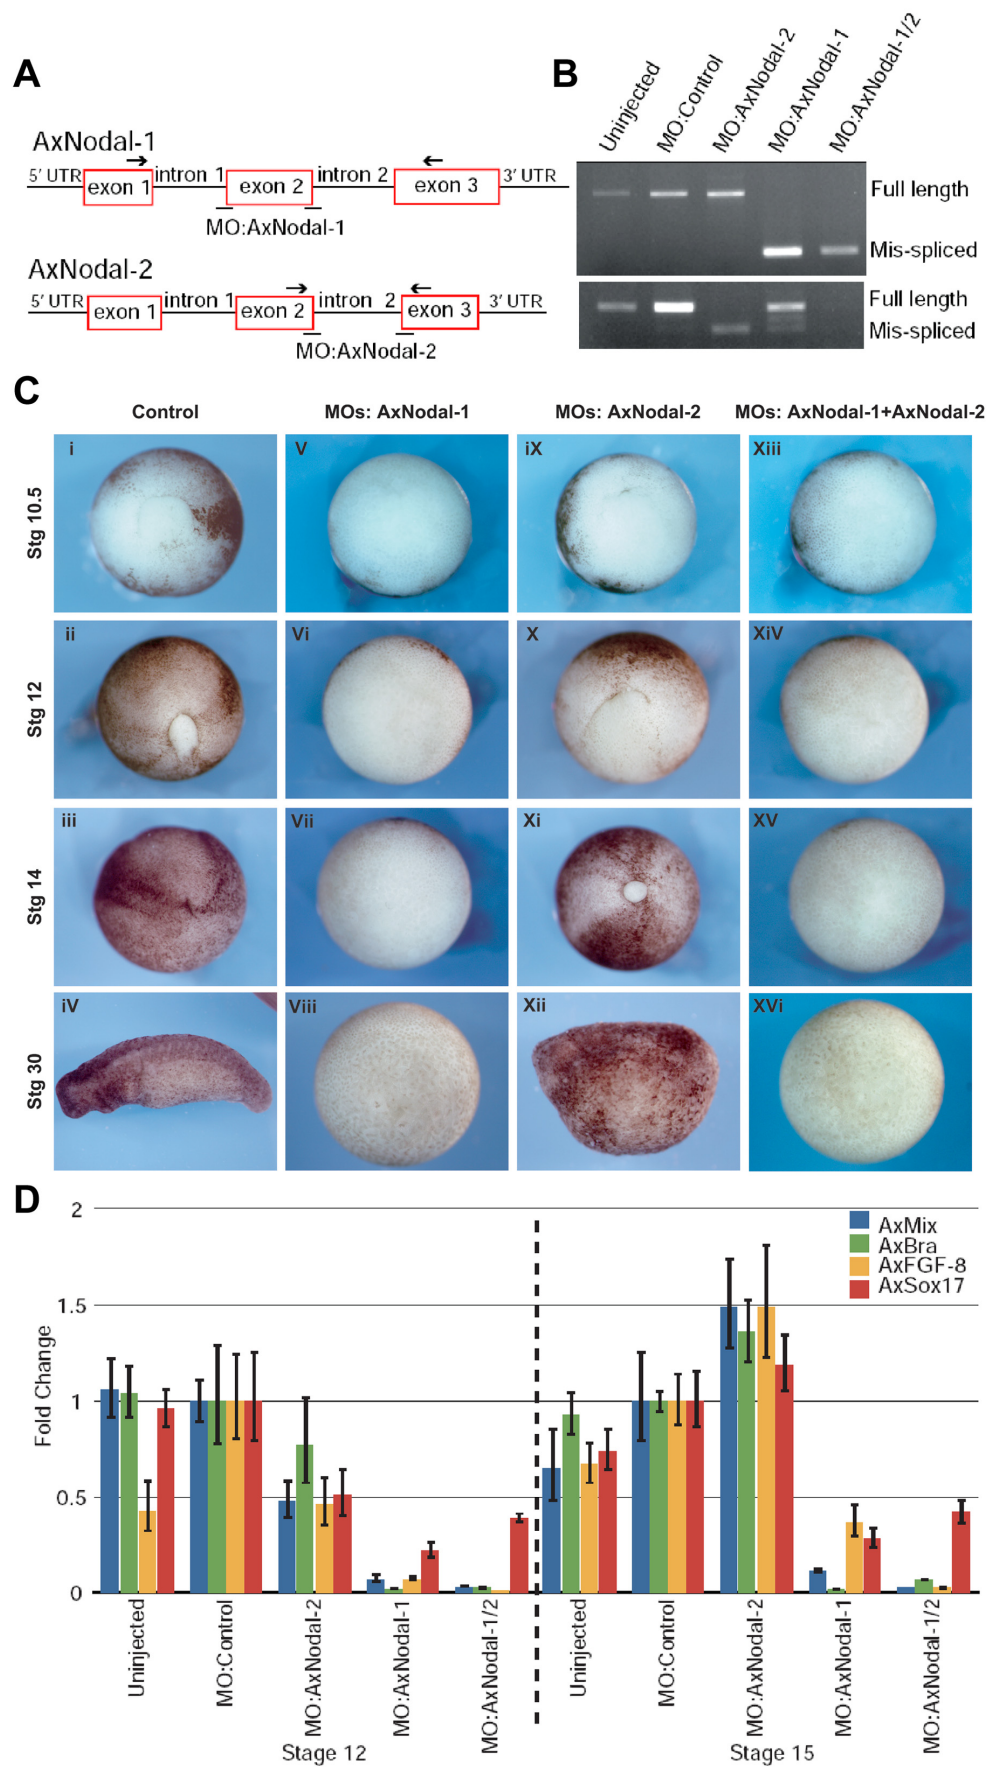 A
AxNodal-1
5' UTR exon 1 intron 1 exon 2 intron 2 exon 3 3' UTR
MO:AxNodal-1
AxNodal-2
5' UTR exon 1 intron 1 exon 2 intron 2 exon 3 3' UTR
MO:AxNodal-2
B
Uninjected
MO:Control
MO:AxNodal-2
MO:AxNodal-1
MO:AxNodal-1/2
Full length
Mis-spliced
Full length
Mis-spliced
C
Control MOs: AxNodal-1 MOs: AxNodal-2 MOs: AxNodal-1+AxNodal-2
Stg 10.5
i V iX Xiii
Stg 12
ii Vi X XiV
Stg 14
iii Vii Xi XV
Stg 30
iV Viii Xii XVi
D
Fold Change
2
1.5
1
0.5
0
AxMix
AxBra
AxFGF-8
AxSox17
Uninjected
MO:Control
MO:AxNodal-2
MO:AxNodal-1
MO:AxNodal-1/2
Uninjected
MO:Control
MO:AxNodal-2
MO:AxNodal-1
MO:AxNodal-1/2
Stage 12 Stage 15